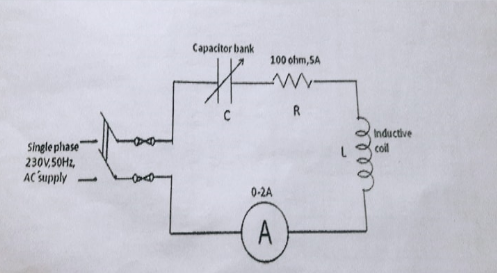 Capacitor bank
100 ohm,5A
C
R
Single phase
230V,50Hz,
AC supply
L
Inductive
coil
0-2A
A